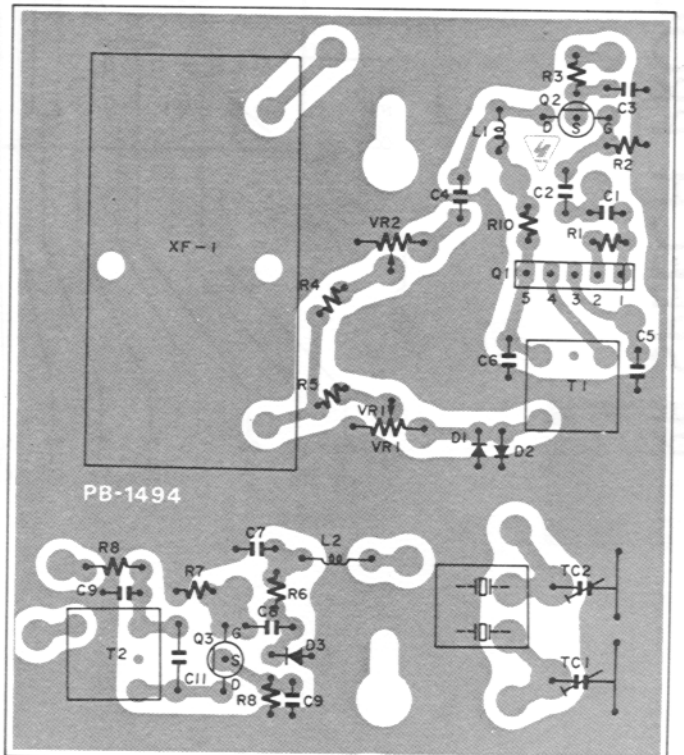 R3
Q2
C3
D S G
L1
R2
C4
C2
C1
VR2
R10
R1
XF-1
Q1
5 4 3 2 1
R4
C5
C6
T1
R5
VR1
VR1
D1 D2
PB-1494
C7
L2
R8
R7
TC2
C9
R6
C8
Q3 G
T2
S
D3
C11
D
R8
C9
TC1